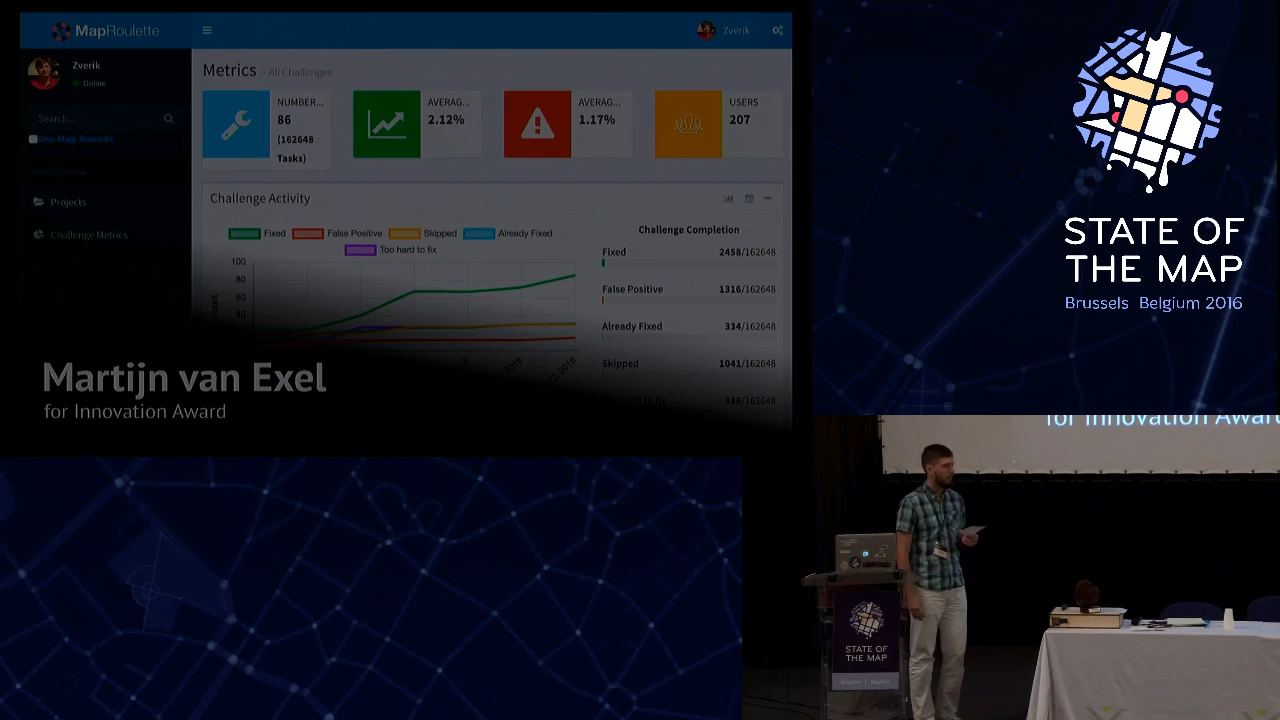 MapRoulette
Zverik
Zverik
Online
Search...
Use Map Bounds
Projects
Challenge Metrics
Metrics - All Challenges
NUMBER...
86
(162648
Tasks)
AVERAG...
2.12%
AVERAG...
1.17%
USERS
207
Challenge Activity
Fixed False Positive Skipped Already Fixed
Too hard to fix
100
80
60
40
Challenge Completion
Fixed 2458/162648
False Positive 1316/162648
Already Fixed 334/162648
Skipped 1041/162648
Martijn van Exel
for Innovation Award
STATE OF
THE MAP
Brussels Belgium 2016
for Innovation Award
STATE OF
THE MAP